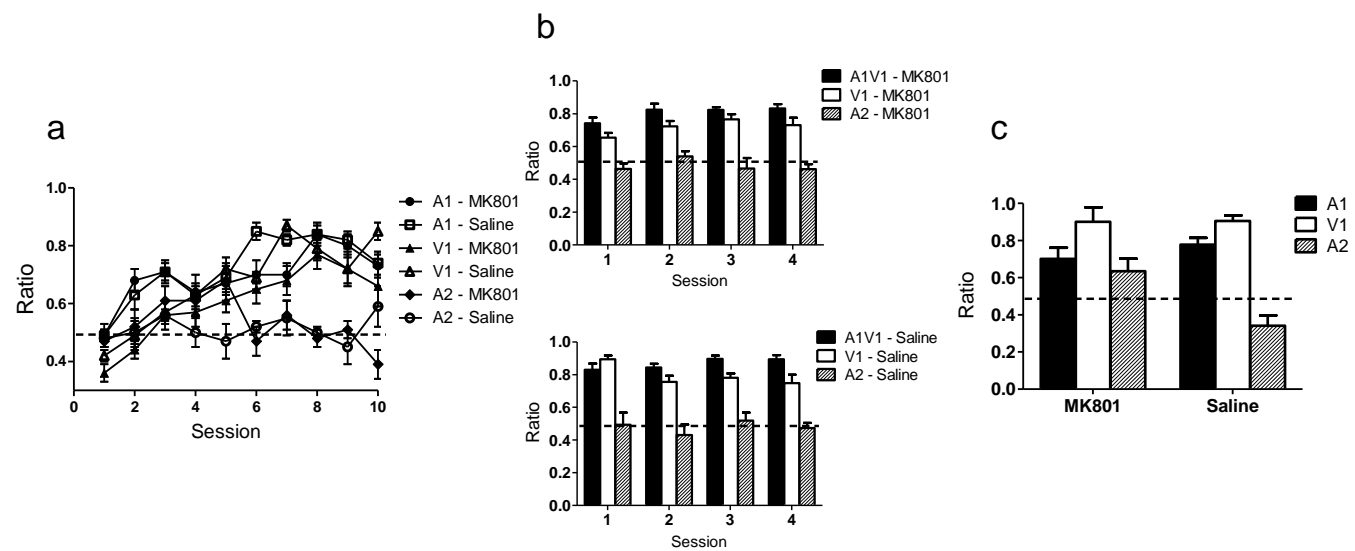 a
Ratio
1.0
0.8
0.6
0.4
0 2 4 6 8 10
Session
A1 - MK801
A1 - Saline
V1 - MK801
V1 - Saline
A2 - MK801
A2 - Saline
b
Ratio
1.0
0.8
0.6
0.4
0.2
0.0
1 2 3 4
Session
A1V1 - MK801
V1 - MK801
A2 - MK801
Ratio
1.0
0.8
0.6
0.4
0.2
0.0
1 2 3 4
Session
A1V1 - Saline
V1 - Saline
A2 - Saline
c
Ratio
1.0
0.8
0.6
0.4
0.2
0.0
MK801 Saline
A1
V1
A2